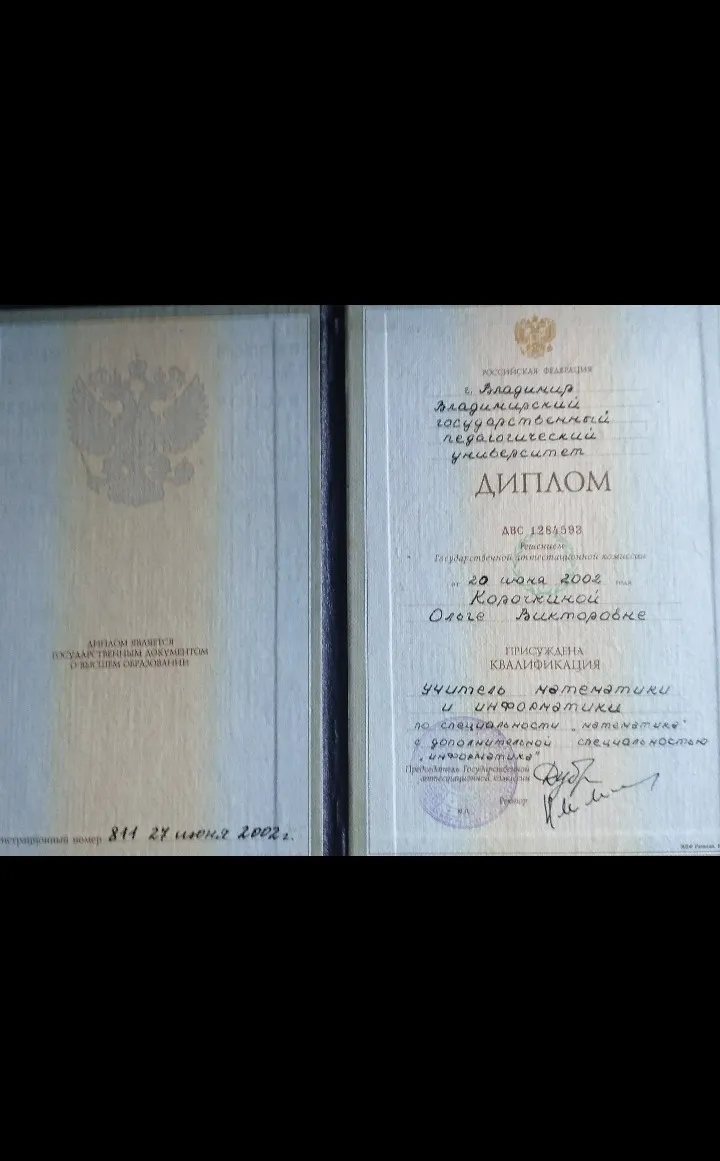 ДИПЛОМ ЯВЛЯЕТСЯ
ГОСУДАРСТВЕННЫМ ДОКУМЕНТОМ
О ВЫСШЕМ ОБРАЗОВАНИИ
номер 811 27 июня 2002 г.
РОССИЙСКАЯ ФЕДЕРАЦИЯ
г. Владимир
Владимирский
государственный
педагогический
университет
ДИПЛОМ
ДВС 1284593
Решением
Государственной аттестационной комиссии
от 20 июня 2002 года
Корочкиной
Ольге Викторовне
ПРИСУЖДЕНА
КВАЛИФИКАЦИЯ
учитель математики
и информатики
по специальности „математика"
с дополнительной специальностью
„информатика"
Председатель Государственной
аттестационной комиссии
Ректор
М.П.